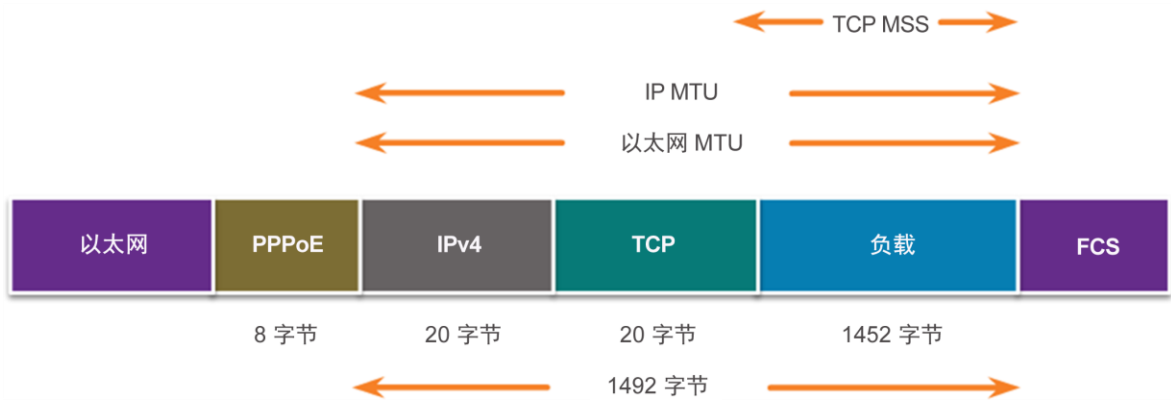 TCP MSS
IP MTU
以太网 MTU
以太网 PPPoE IPv4 TCP 负载 FCS
8 字节 20 字节 20 字节 1452 字节
1492 字节